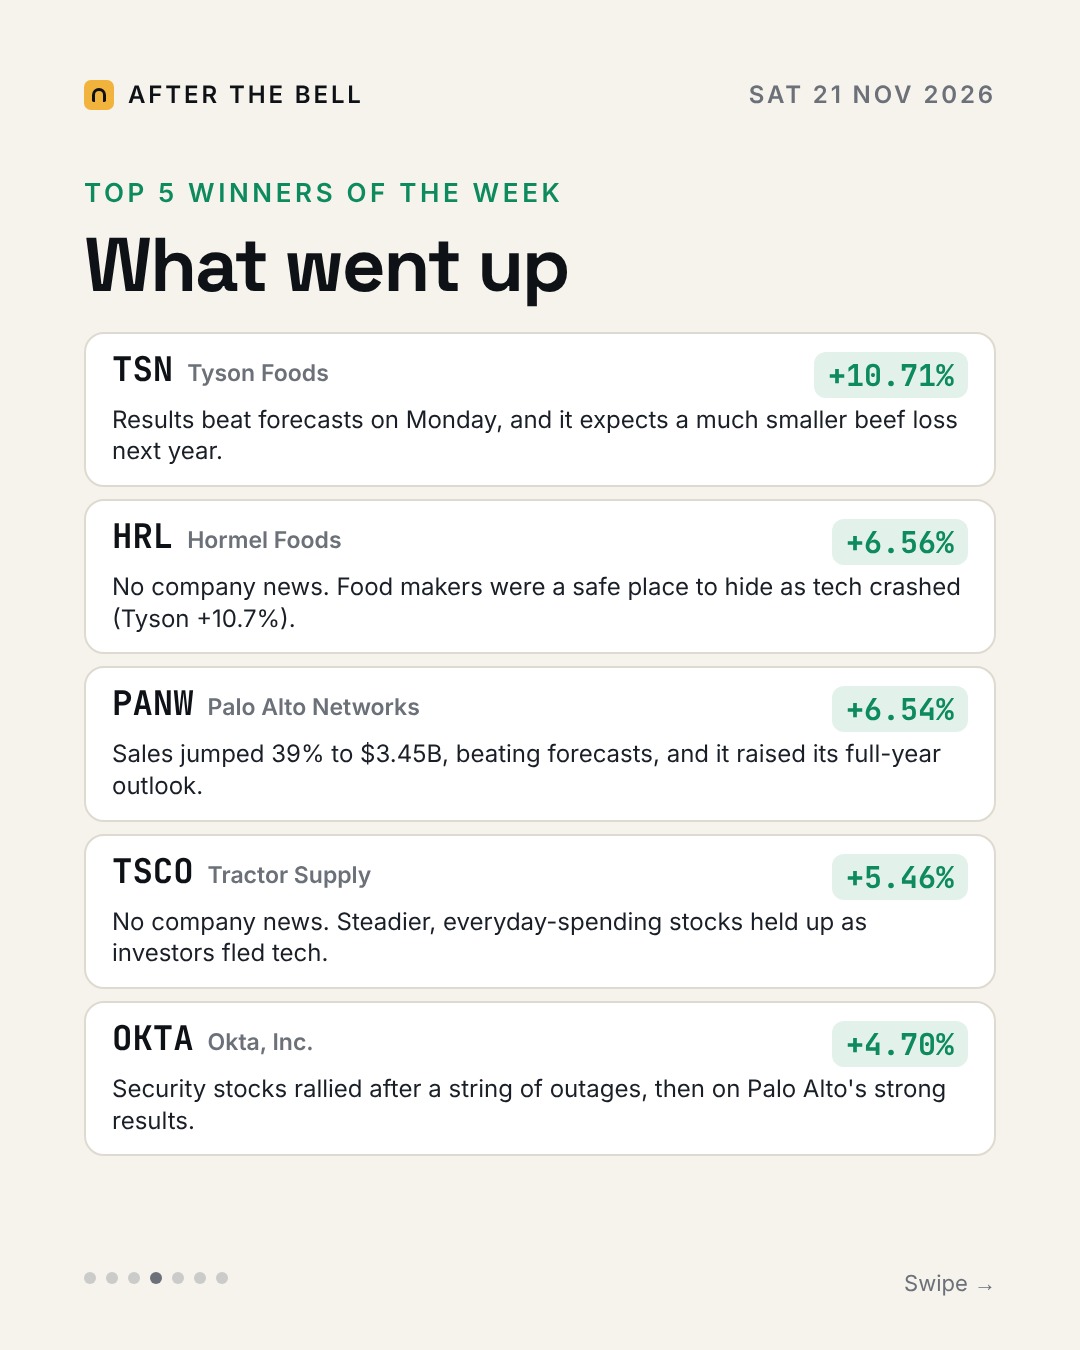 AFTER THE BELL
SAT 21 NOV 2026
TOP 5 WINNERS OF THE WEEK
What went up
TSN Tyson Foods +10.71%
Results beat forecasts on Monday, and it expects a much smaller beef loss
next year.
HRL Hormel Foods +6.56%
No company news. Food makers were a safe place to hide as tech crashed
(Tyson +10.7%).
PANW Palo Alto Networks +6.54%
Sales jumped 39% to $3.45B, beating forecasts, and it raised its full-year
outlook.
TSCO Tractor Supply +5.46%
No company news. Steadier, everyday-spending stocks held up as
investors fled tech.
OKTA Okta, Inc. +4.70%
Security stocks rallied after a string of outages, then on Palo Alto's strong
results.
Swipe →